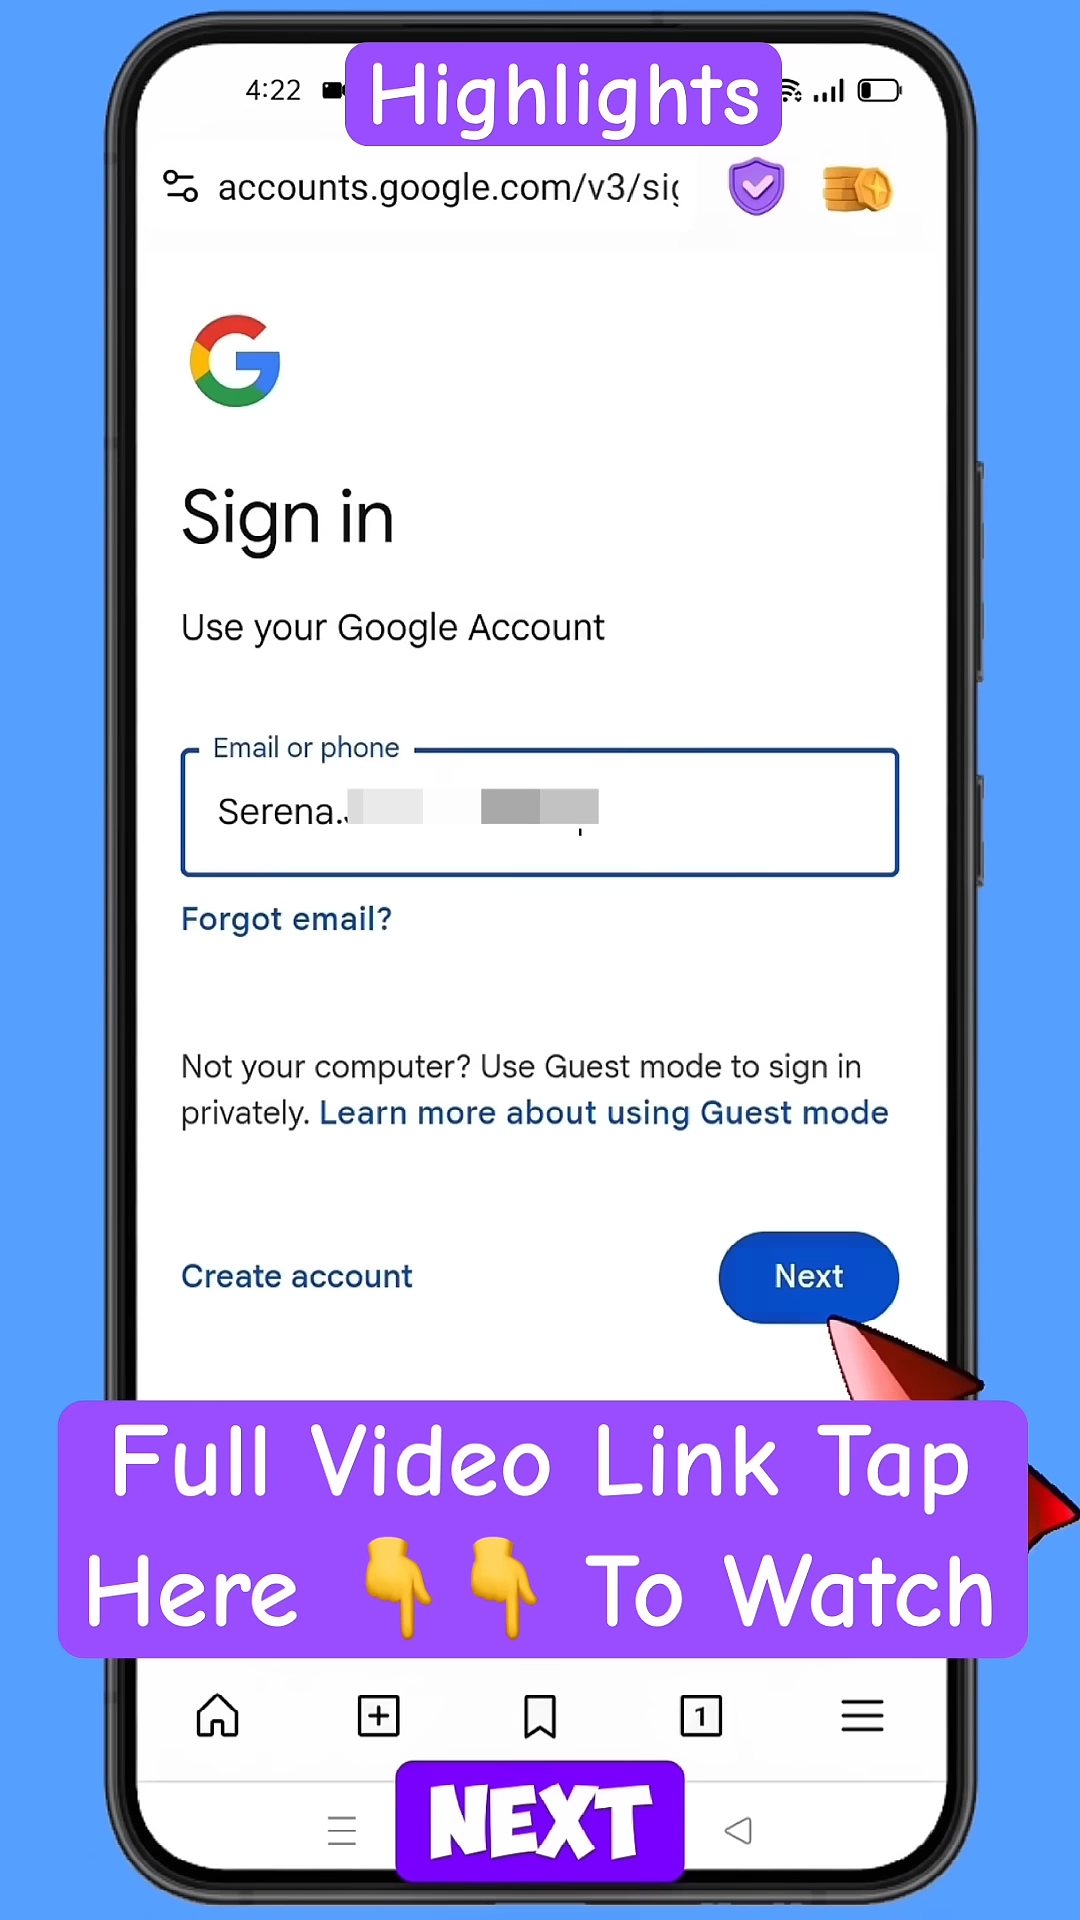 Highlights
4:22
accounts.google.com/v3/sig
Sign in
Use your Google Account
Email or phone
Serena.
Forgot email?
Not your computer? Use Guest mode to sign in
privately. Learn more about using Guest mode
Create account
Next
Full Video Link Tap
Here 👇👇 To Watch
1
NEXT